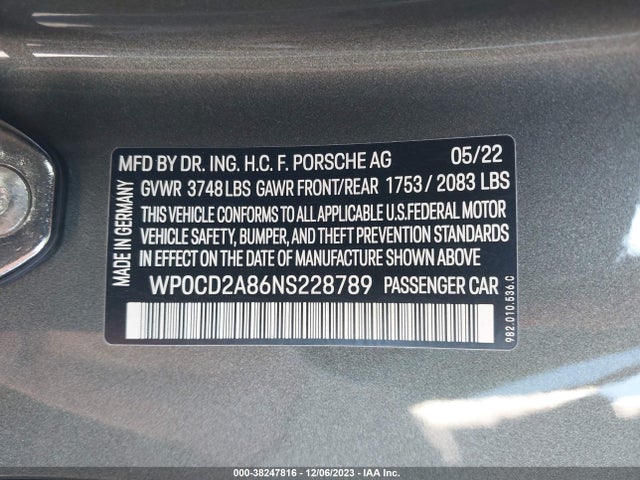 MFD BY DR. ING. H.C. F. PORSCHE AG 05/22
GVWR 3748 LBS GAWR FRONT/REAR 1753 / 2083 LBS
THIS VEHICLE CONFORMS TO ALL APPLICABLE U.S. FEDERAL MOTOR
VEHICLE SAFETY, BUMPER, AND THEFT PREVENTION STANDARDS
IN EFFECT ON THE DATE OF MANUFACTURE SHOWN ABOVE
WP0CD2A86NS228789 PASSENGER CAR
MADE IN GERMANY
982.010.536.C
000-38247816 - 12/06/2023 - IAA Inc.